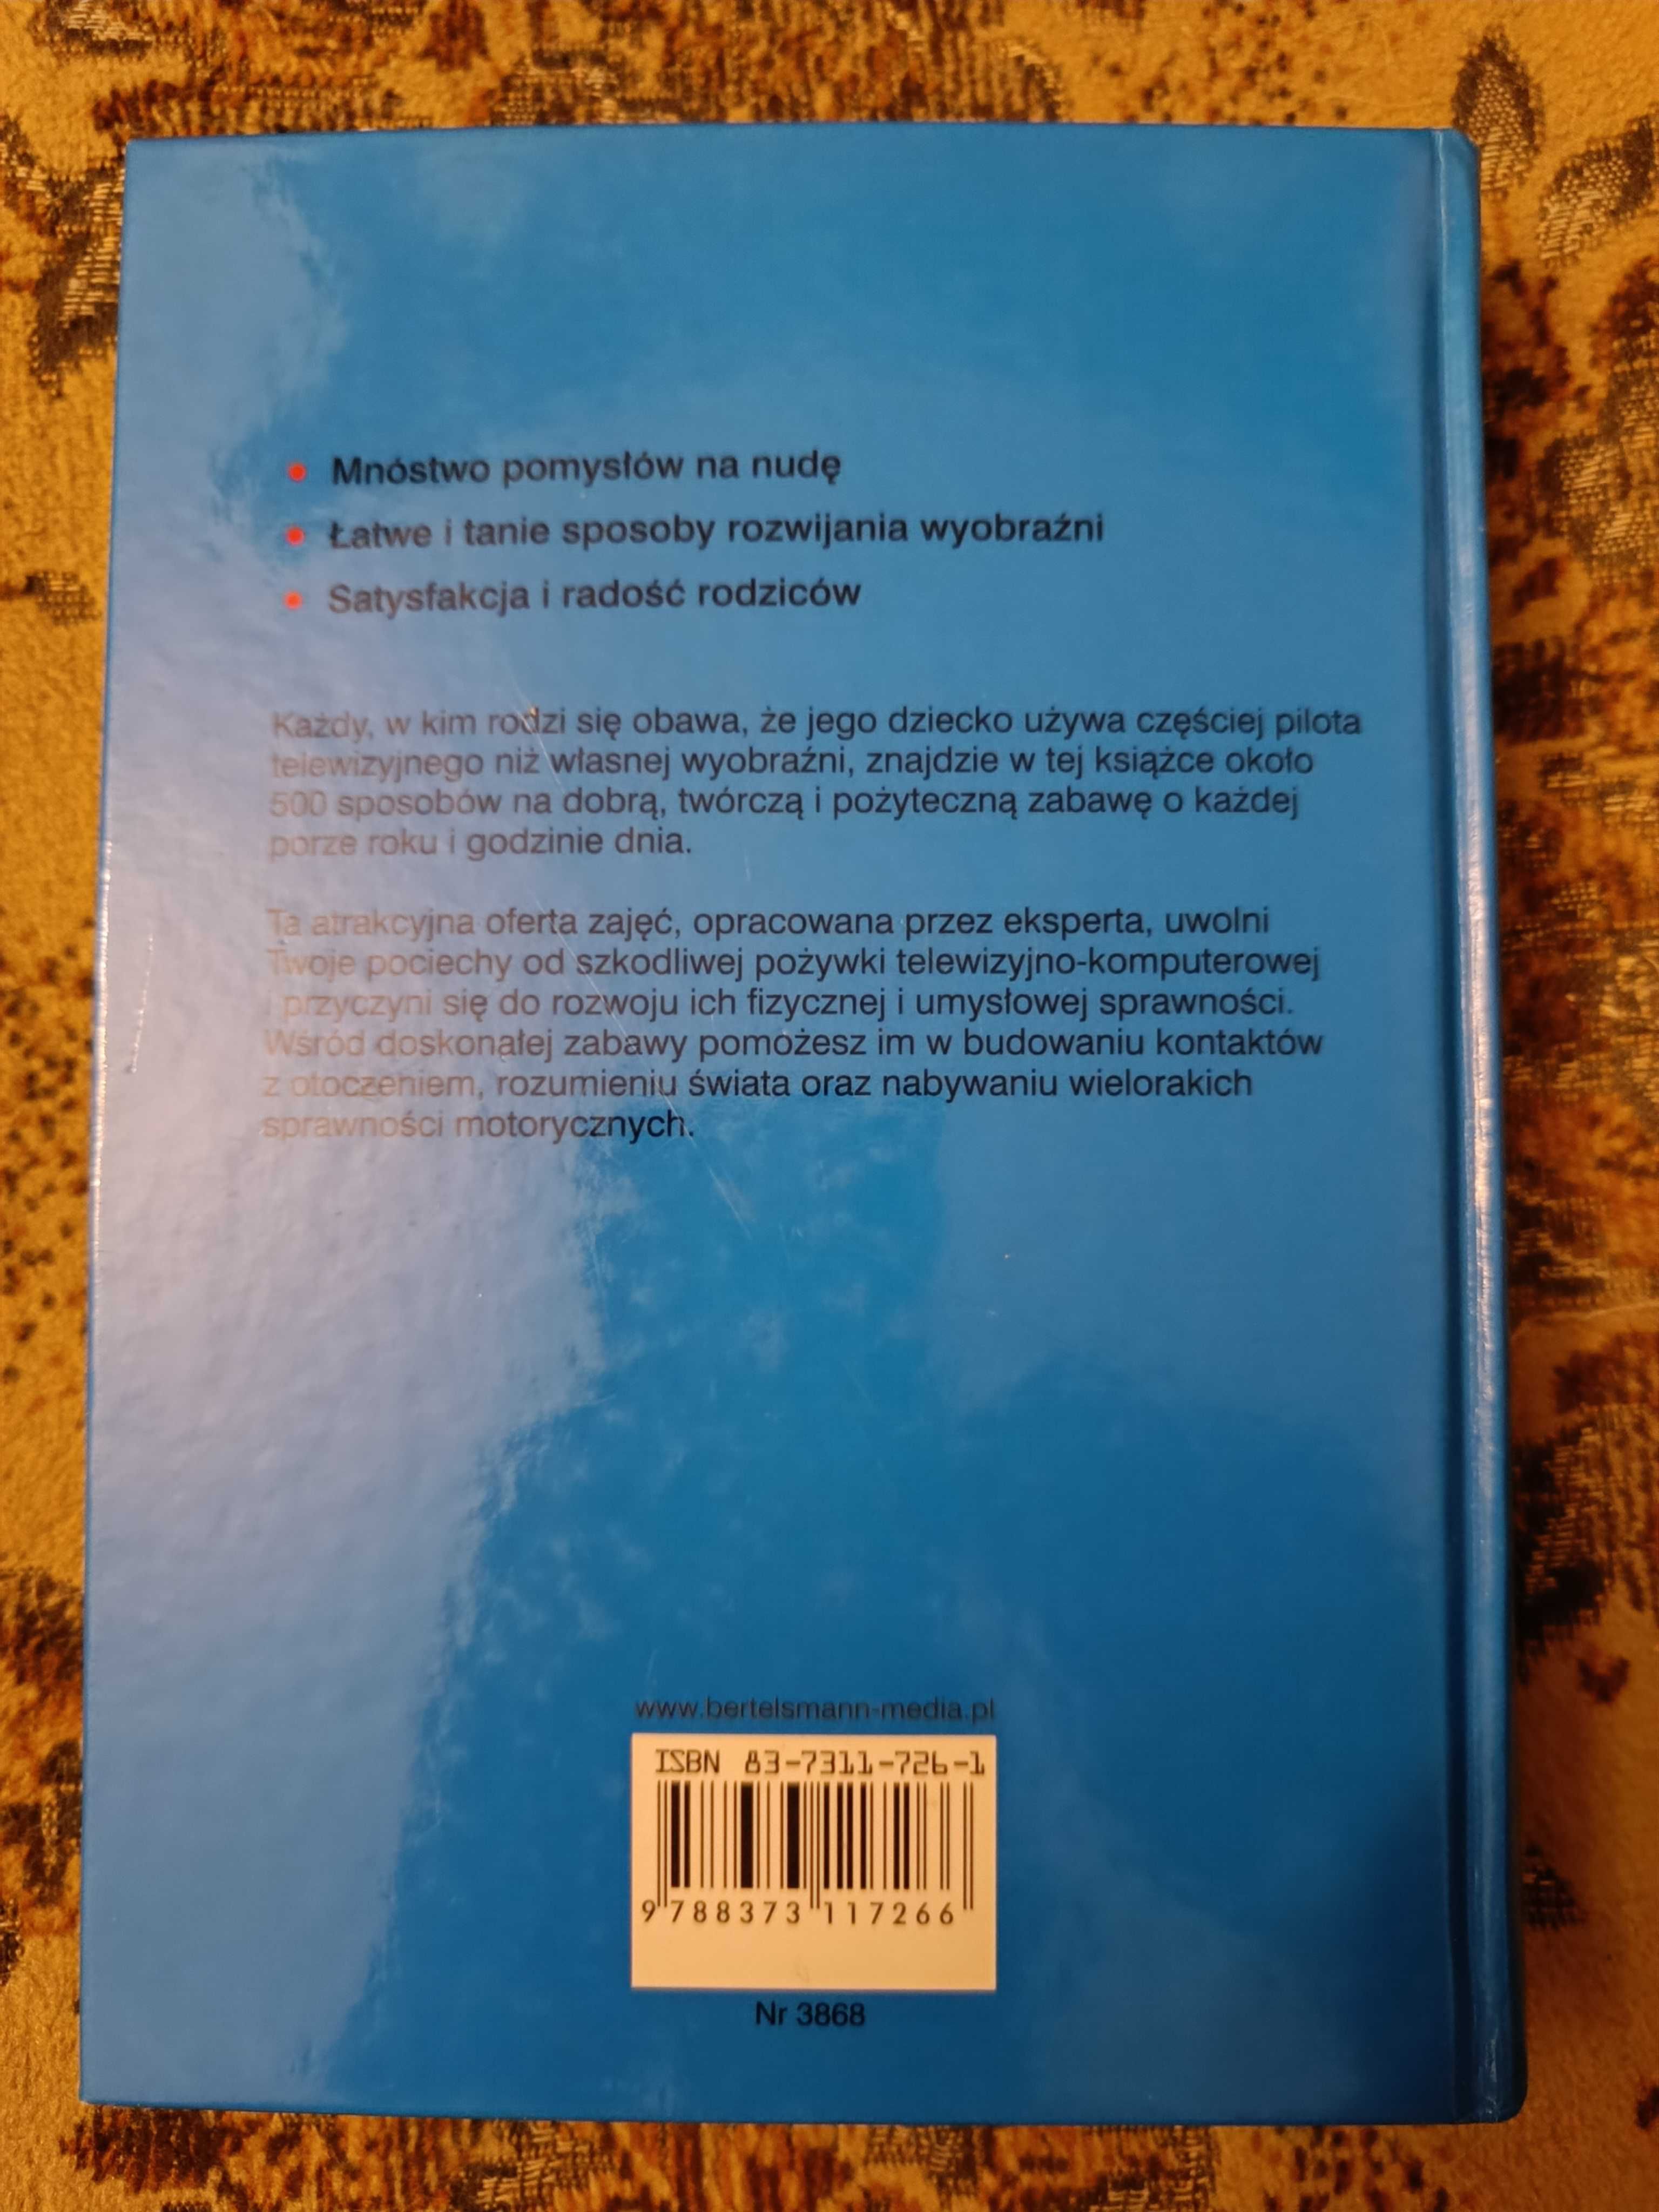 Mnóstwo pomysłów na nudę
Łatwe i tanie sposoby rozwijania wyobraźni
Satysfakcja i radość rodziców
Każdy, w kim rodzi się obawa, że jego dziecko używa częściej pilota
telewizyjnego niż własnej wyobraźni, znajdzie w tej książce około
500 sposobów na dobrą, twórczą i pożyteczną zabawę o każdej
porze roku i godzinie dnia.
Ta atrakcyjna oferta zajęć, opracowana przez eksperta, uwolni
Twoje pociechy od szkodliwej pożywki telewizyjno-komputerowej
i przyczyni się do rozwoju ich fizycznej i umysłowej sprawności.
Wśród doskonałej zabawy pomożesz im w budowaniu kontaktów
z otoczeniem, rozumieniu świata oraz nabywaniu wielorakich
sprawności motorycznych.
www.bertelsmann-media.pl
ISBN 83-7311-726-1
9 788373 117266
Nr 3868